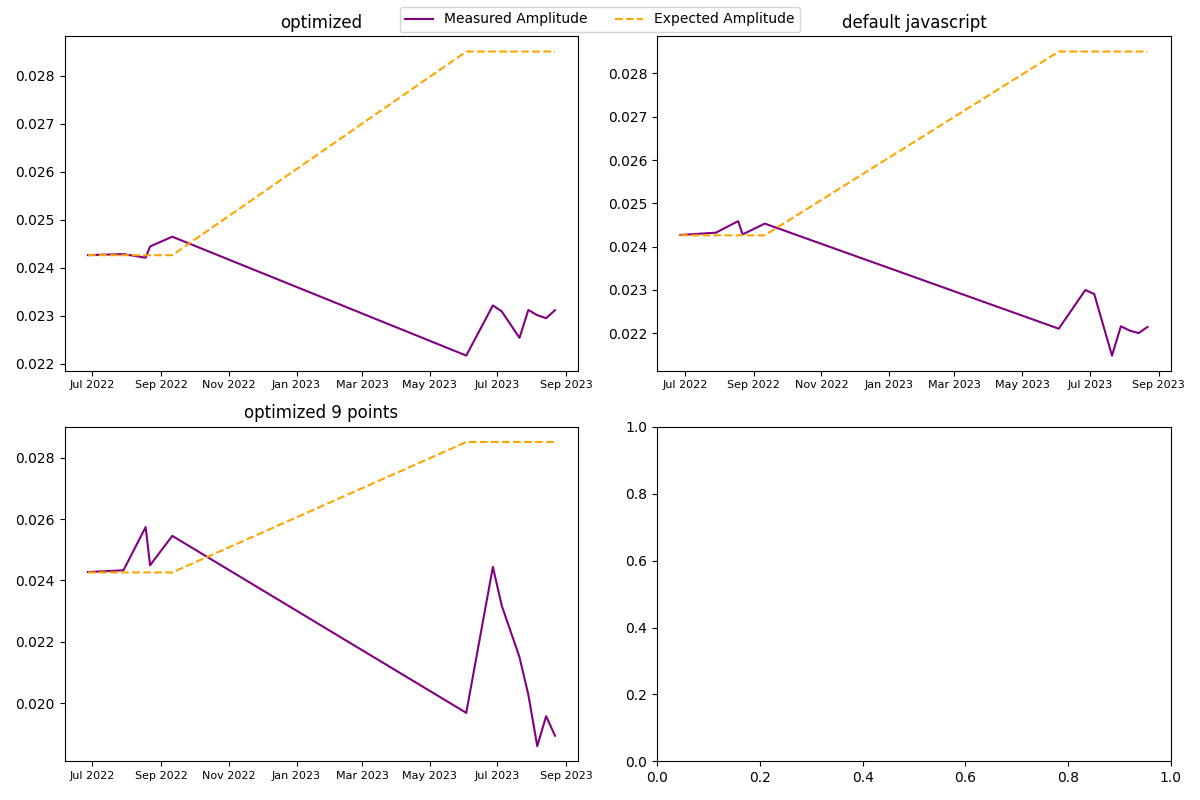 Measured Amplitude
Expected Amplitude
optimized
0.028
0.027
0.026
0.025
0.024
0.023
0.022
Jul 2022 Sep 2022 Nov 2022 Jan 2023 Mar 2023 May 2023 Jul 2023 Sep 2023
default javascript
0.028
0.027
0.026
0.025
0.024
0.023
0.022
Jul 2022 Sep 2022 Nov 2022 Jan 2023 Mar 2023 May 2023 Jul 2023 Sep 2023
optimized 9 points
0.028
0.026
0.024
0.022
0.020
Jul 2022 Sep 2022 Nov 2022 Jan 2023 Mar 2023 May 2023 Jul 2023 Sep 2023
1.0
0.8
0.6
0.4
0.2
0.0
0.0 0.2 0.4 0.6 0.8 1.0